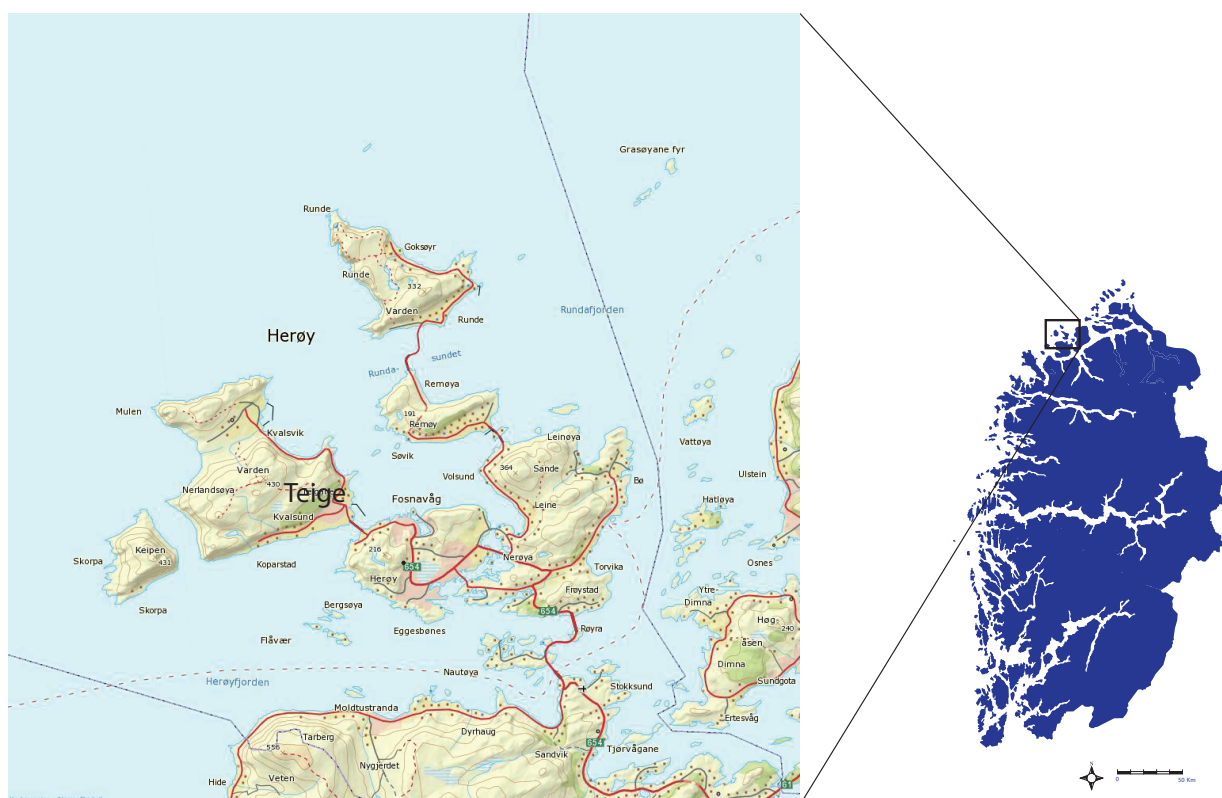 Grasøyane fyr
Runde
Goksøyr
Runde
332
Varden
Rundafjorden
Runde
Herøy
sundet
Runda-
Remøya
Mulen
191
Remøy
Kvalsvik
Leinøya
Vattøya
Søvik
Varden
364
Sande
Volsund
Ulstein
430
Bø
Nerlandsøya
Teige
Fosnavåg
Hatløya
Leine
Kvalsund
216
Keipen
Skorpa
431
Koparstad
Nerøya
Osnes
654
Torvika
Herøy
Frøystad
Ytre
Dimna
Bergsøya
Skorpa
654
Høg-
Flåvær
Eggesbønes
Røyra
240
åsen
Dimna
Nautøya
Herøyfjorden
Stokksund
Sundgota
Moldtustranda
Ertesvåg
Dyrhaug
Tarberg
556
654
Tjørvågane
Sandvik
Nygjerdet
Veten
Hide
61
N
0
50 Km